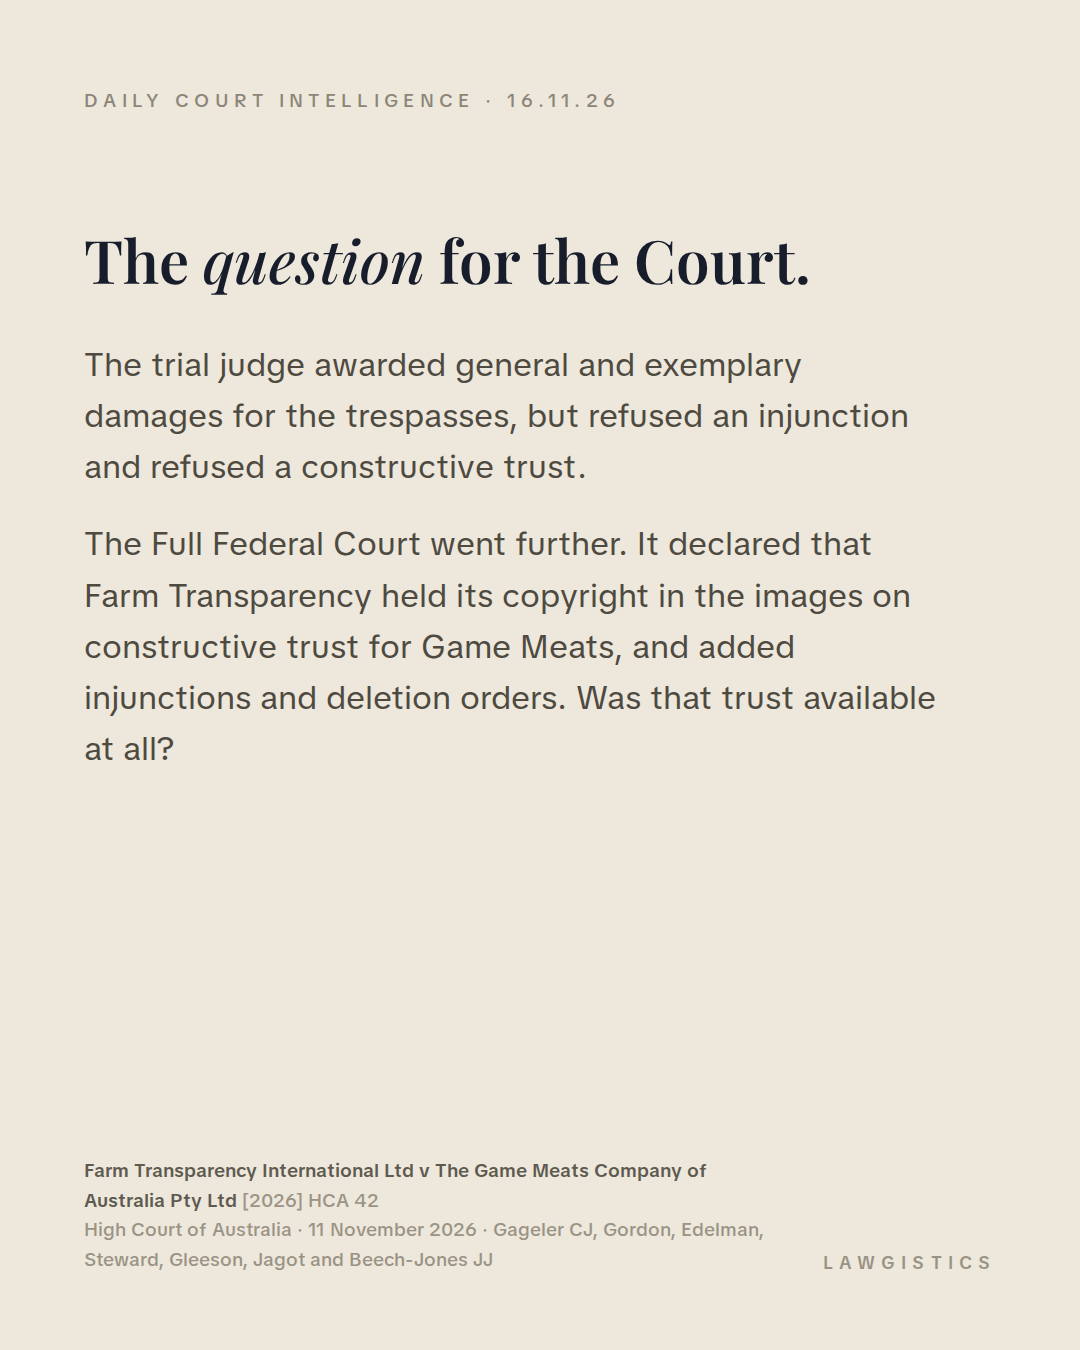 DAILY COURT INTELLIGENCE · 16.11.26
The question for the Court.
The trial judge awarded general and exemplary
damages for the trespasses, but refused an injunction
and refused a constructive trust.
The Full Federal Court went further. It declared that
Farm Transparency held its copyright in the images on
constructive trust for Game Meats, and added
injunctions and deletion orders. Was that trust available
at all?
Farm Transparency International Ltd v The Game Meats Company of
Australia Pty Ltd [2026] HCA 42
High Court of Australia · 11 November 2026 · Gageler CJ, Gordon, Edelman,
Steward, Gleeson, Jagot and Beech-Jones JJ
LAWGISTICS